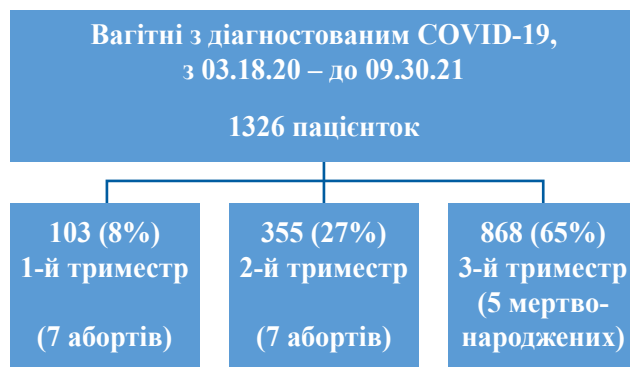 Вагітні з діагностованим COVID-19,
з 03.18.20 – до 09.30.21
1326 пацієнток
103 (8%)
1-й триместр
(7 абортів)
355 (27%)
2-й триместр
(7 абортів)
868 (65%)
3-й триместр
(5 мертво-
народжених)